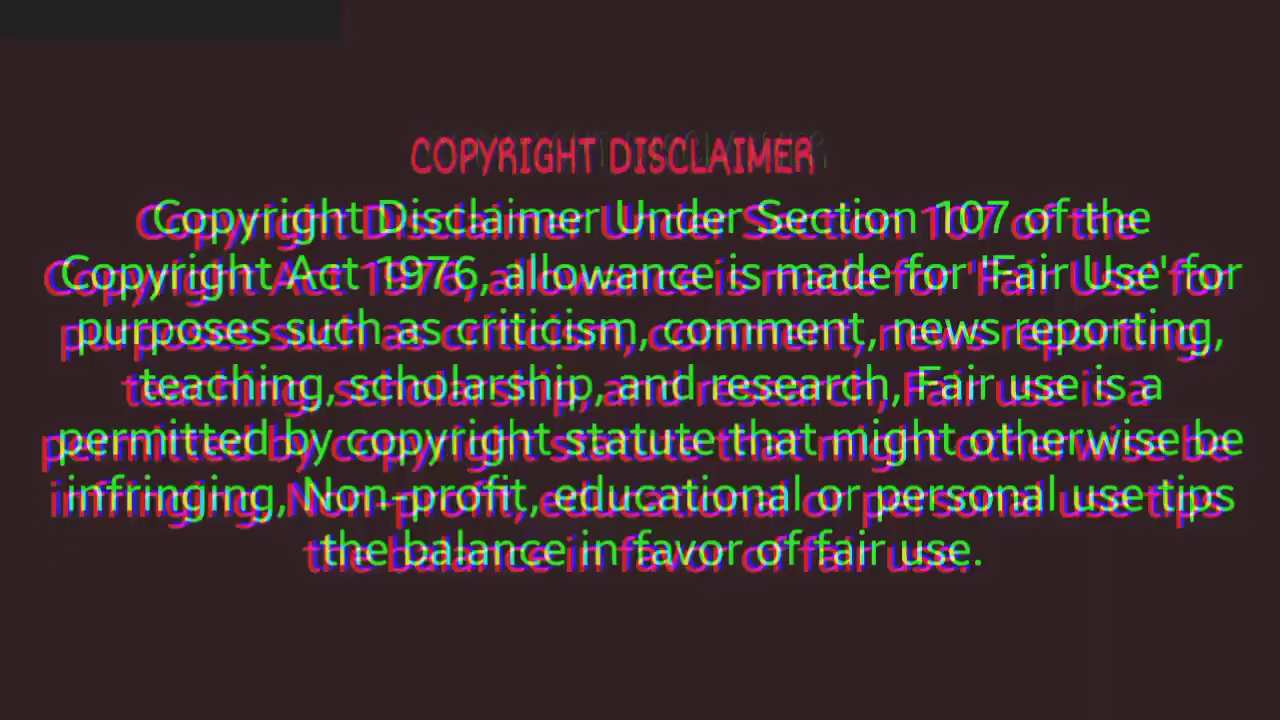 COPYRIGHT DISCLAIMER
Copyright Disclaimer Under Section 107 of the
Copyright Act 1976, allowance is made for 'Fair Use' for
purposes such as criticism, comment, news reporting,
teaching, scholarship, and research, Fair use is a
permitted by copyright statute that might otherwise be
infringing, Non-profit, educational or personal use tips
the balance in favor of fair use.